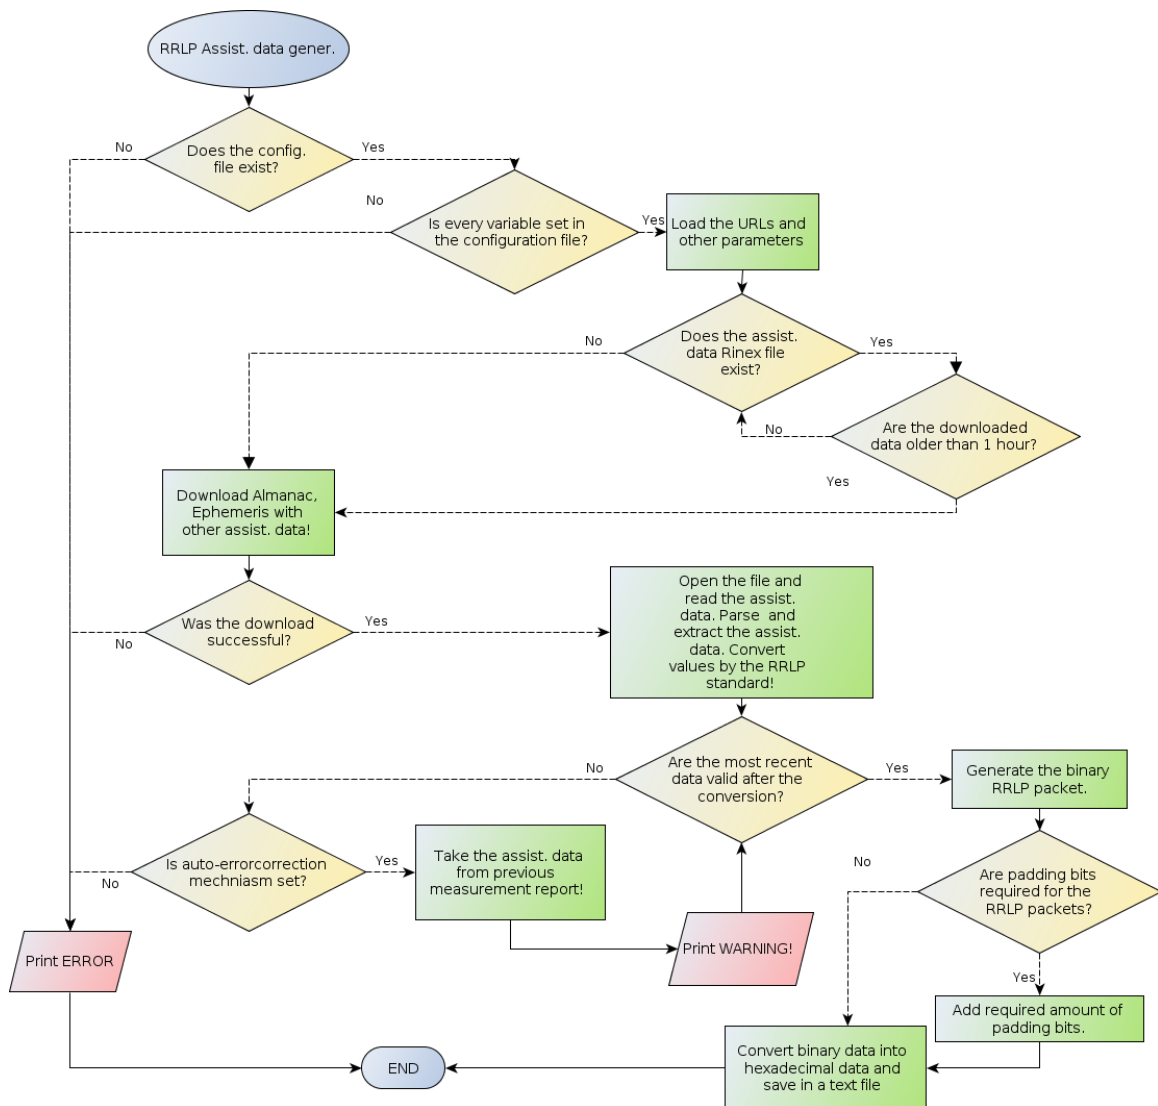 RRLP Assist. data gener.
No
Does the config.
file exist?
Yes
No
Is every variable set in
the configuration file?
Yes
Load the URLs and
other parameters
No
Does the assist.
data Rinex file
exist?
Yes
No
Are the downloaded
data older than 1 hour?
Yes
Download Almanac,
Ephemeris with
other assist. data!
Was the download
successful?
Yes
No
Open the file and
read the assist.
data. Parse and
extract the assist.
data. Convert
values by the RRLP
standard!
No
Are the most recent
data valid after the
conversion?
Yes
Generate the binary
RRLP packet.
Is auto-errorcorrection
mechniasm set?
No
Yes
Take the assist. data
from previous
measurement report!
No
Are padding bits
required for the
RRLP packets?
Print ERROR
Print WARNING!
Yes
Add required amount of
padding bits.
END
Convert binary data into
hexadecimal data and
save in a text file